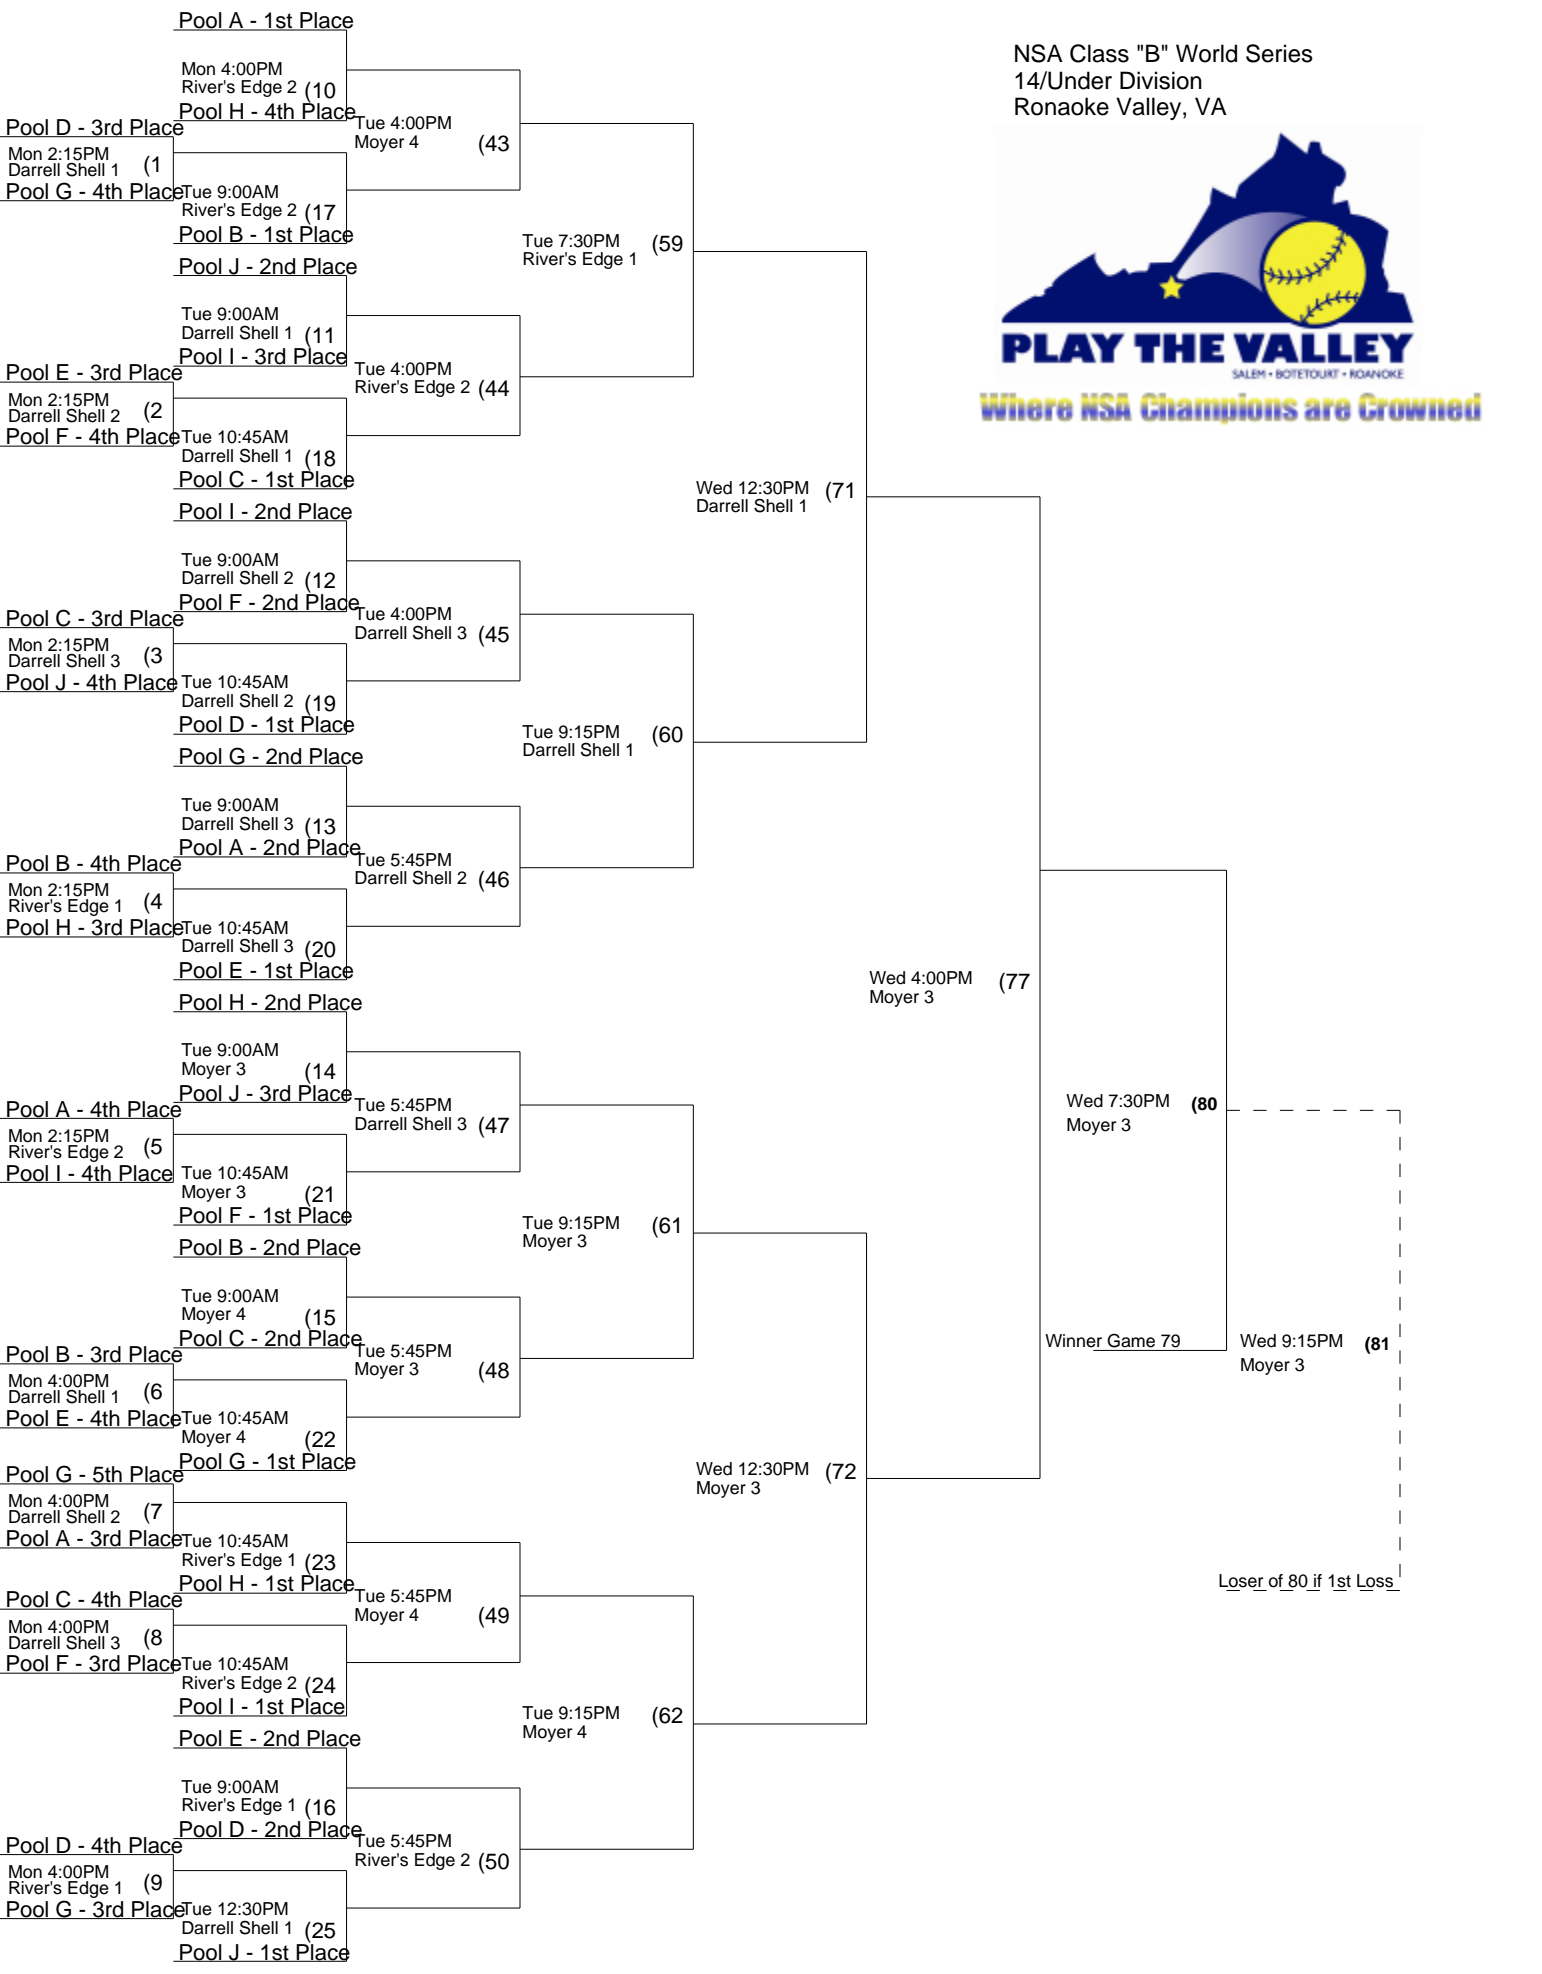 NSA Class "B" World Series
14/Under Division
Ronaoke Valley, VA
PLAY THE VALLEY
SALEM • BOTETOURT • ROANOKE
Where NSA Champions are Crowned
Pool D - 3rd Place
Mon 2:15PM
Darrell Shell 1 (1
Pool G - 4th Place
Pool E - 3rd Place
Mon 2:15PM
Darrell Shell 2 (2
Pool F - 4th Place
Pool C - 3rd Place
Mon 2:15PM
Darrell Shell 3 (3
Pool J - 4th Place
Pool B - 4th Place
Mon 2:15PM
River's Edge 1 (4
Pool H - 3rd Place
Pool A - 4th Place
Mon 2:15PM
River's Edge 2 (5
Pool I - 4th Place
Pool B - 3rd Place
Mon 4:00PM
Darrell Shell 1 (6
Pool E - 4th Place
Pool G - 5th Place
Mon 4:00PM
Darrell Shell 2 (7
Pool A - 3rd Place
Pool C - 4th Place
Mon 4:00PM
Darrell Shell 3 (8
Pool F - 3rd Place
Pool D - 4th Place
Mon 4:00PM
River's Edge 1 (9
Pool G - 3rd Place
Pool A - 1st Place
Mon 4:00PM
River's Edge 2 (10
Pool H - 4th Place
Tue 9:00AM
River's Edge 2 (17
Pool B - 1st Place
Pool J - 2nd Place
Tue 9:00AM
Darrell Shell 1 (11
Pool I - 3rd Place
Tue 10:45AM
Darrell Shell 1 (18
Pool C - 1st Place
Pool I - 2nd Place
Tue 9:00AM
Darrell Shell 2 (12
Pool F - 2nd Place
Tue 10:45AM
Darrell Shell 2 (19
Pool D - 1st Place
Pool G - 2nd Place
Tue 9:00AM
Darrell Shell 3 (13
Pool A - 2nd Place
Tue 10:45AM
Darrell Shell 3 (20
Pool E - 1st Place
Pool H - 2nd Place
Tue 9:00AM
Moyer 3 (14
Pool J - 3rd Place
Tue 10:45AM
Moyer 3 (21
Pool F - 1st Place
Pool B - 2nd Place
Tue 9:00AM
Moyer 4 (15
Pool C - 2nd Place
Tue 10:45AM
Moyer 4 (22
Pool G - 1st Place
Tue 10:45AM
River's Edge 1 (23
Pool H - 1st Place
Tue 10:45AM
River's Edge 2 (24
Pool I - 1st Place
Pool E - 2nd Place
Tue 9:00AM
River's Edge 1 (16
Pool D - 2nd Place
Tue 12:30PM
Darrell Shell 1 (25
Pool J - 1st Place
Tue 4:00PM
Moyer 4 (43
Tue 4:00PM
River's Edge 2 (44
Tue 4:00PM
Darrell Shell 3 (45
Tue 5:45PM
Darrell Shell 2 (46
Tue 5:45PM
Darrell Shell 3 (47
Tue 5:45PM
Moyer 3 (48
Tue 5:45PM
Moyer 4 (49
Tue 5:45PM
River's Edge 2 (50
Tue 7:30PM (59
River's Edge 1
Tue 9:15PM (60
Darrell Shell 1
Tue 9:15PM (61
Moyer 3
Tue 9:15PM (62
Moyer 4
Wed 12:30PM (71
Darrell Shell 1
Wed 12:30PM (72
Moyer 3
Wed 4:00PM (77
Moyer 3
Wed 7:30PM (80
Moyer 3
Winner Game 79
Wed 9:15PM (81
Moyer 3
Loser of 80 if 1st Loss